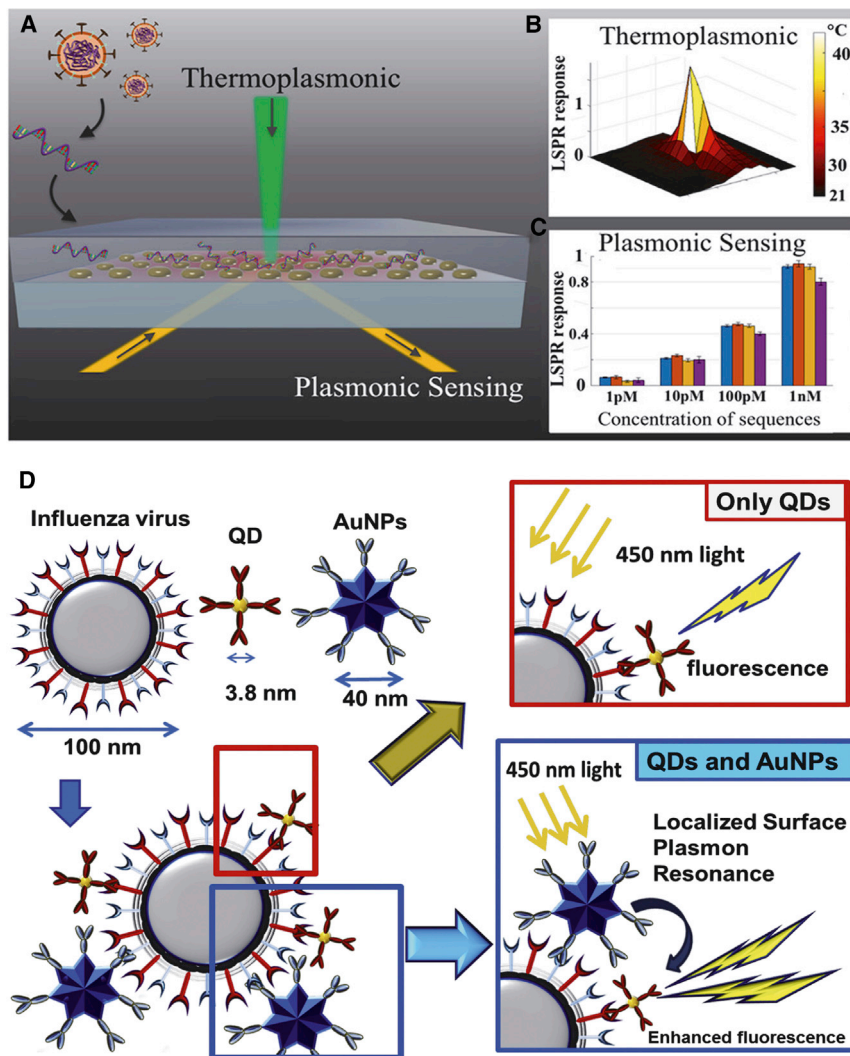 A
Thermoplasmonic
Plasmonic Sensing
B
Thermoplasmonic
°C
40
35
30
21
LSPR response
1
0
C
Plasmonic Sensing
LSPR response
1
0.8
0.4
0
1pM
10pM
100pM
1nM
Concentration of sequences
D
Influenza virus
QD
AuNPs
3.8 nm
40 nm
100 nm
Only QDs
450 nm light
fluorescence
QDs and AuNPs
450 nm light
Localized Surface
Plasmon
Resonance
Enhanced fluorescence